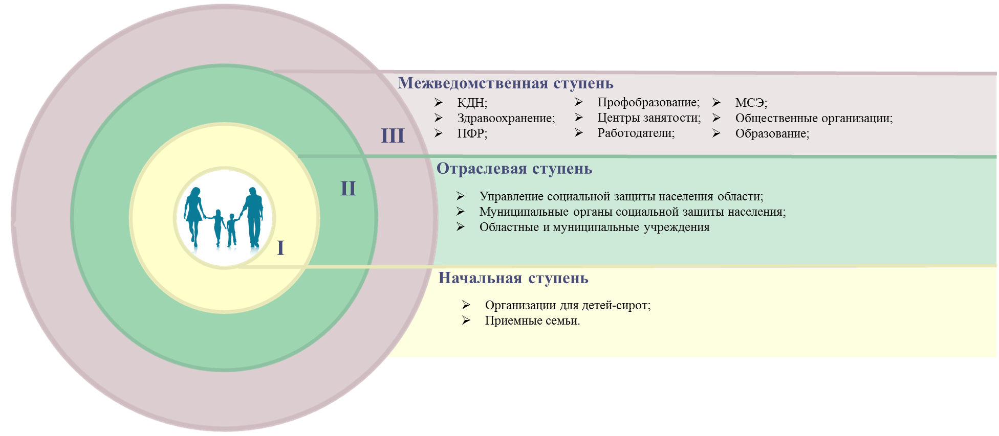 Межведомственная ступень
КДН;
Здравоохранение;
ПФР;
Профобразование;
Центры занятости;
Работодатели;
МСЭ;
Общественные организации;
Образование;
III
Отраслевая ступень
II
Управление социальной защиты населения области;
Муниципальные органы социальной защиты населения;
Областные и муниципальные учреждения
I
Начальная ступень
Организации для детей-сирот;
Приемные семьи.